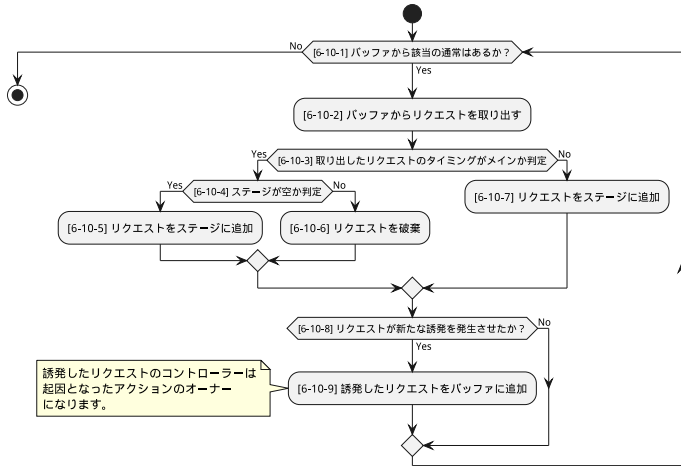 No
[6-10-1] バッファから該当の通常はあるか？
Yes
[6-10-2] バッファからリクエストを取り出す
Yes
[6-10-3] 取り出したリクエストのタイミングがメインか判定
No
Yes
[6-10-4] ステージが空か判定
No
[6-10-7] リクエストをステージに追加
[6-10-5] リクエストをステージに追加
[6-10-6] リクエストを破棄
[6-10-8] リクエストが新たな誘発を発生させたか？
No
Yes
誘発したリクエストのコントローラーは
起因となったアクションのオーナー
になります。
[6-10-9] 誘発したリクエストをバッファに追加